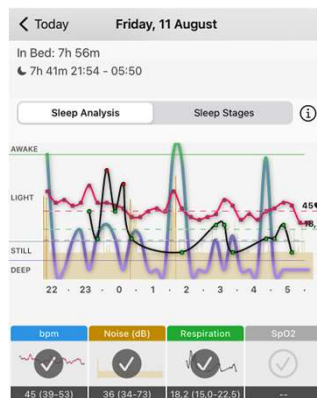 Today
Friday, 11 August
In Bed: 7h 56m
7h 41m 21:54 - 05:50
Sleep Analysis
Sleep Stages
AWAKE
LIGHT
STILL
DEEP
22 · 23 · 0 · 1 · 2 · 3 · 4 · 5 ·
bpm
Noise (dB)
Respiration
SpO2
45 (39-53)
36 (34-73)
18.2 (15.0-22.5)
--